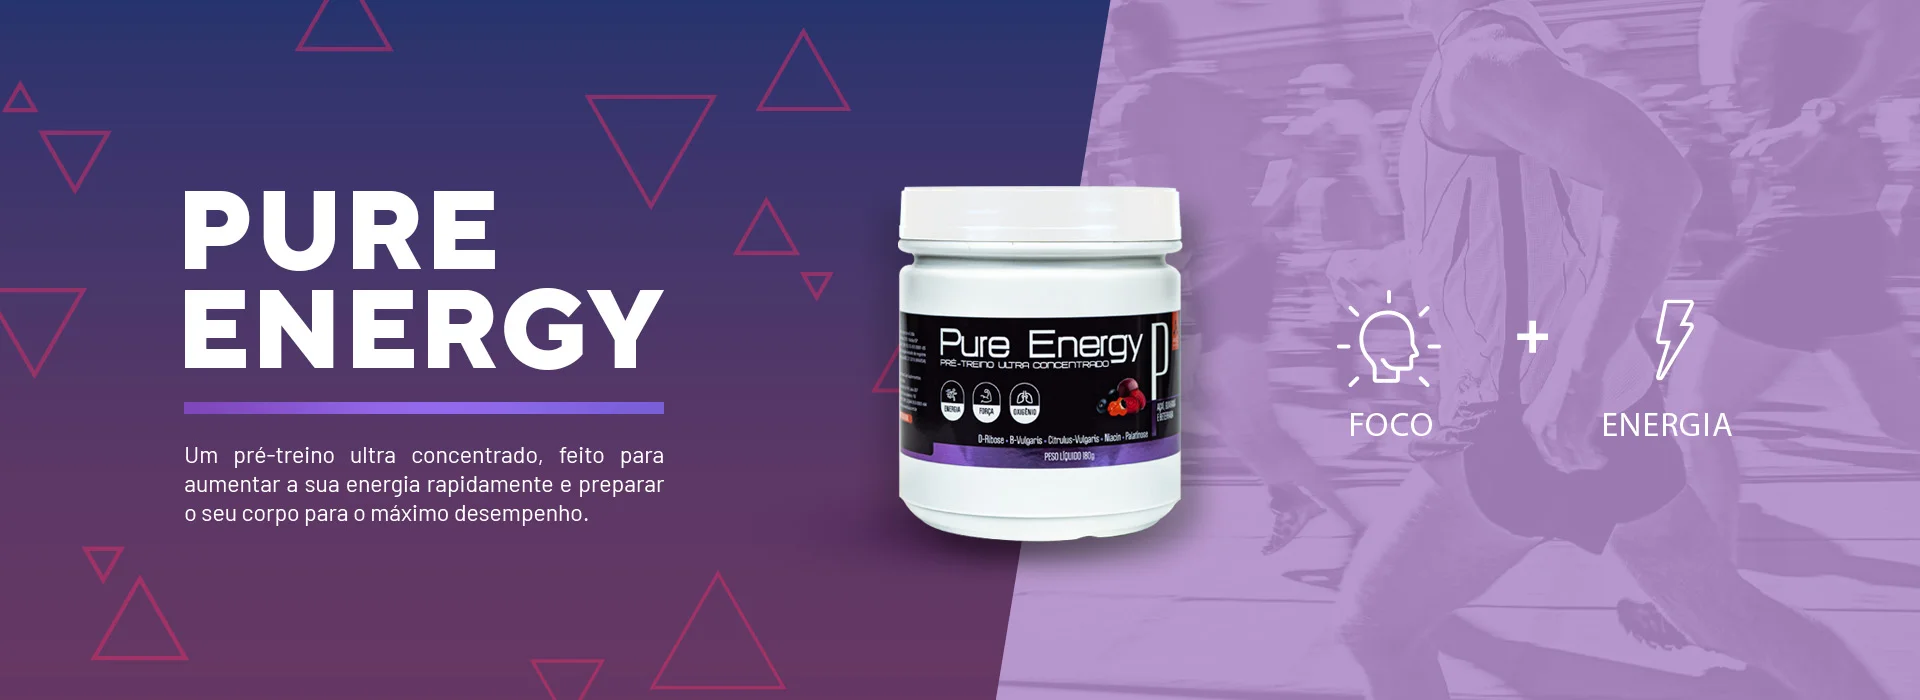 PURE
ENERGY
Um pré-treino ultra concentrado, feito para
aumentar a sua energia rapidamente e preparar
o seu corpo para o máximo desempenho.
Pure Energy
PRÉ-TREINO ULTRA CONCENTRADO
ENERGIA
FORÇA
OXIGÊNIO
D-Ribose - B-Vulgaris - Citrulus-Vulgaris - Niacin - Palatinose
PESO LÍQUIDO 180g
P
FOCO
+
ENERGIA